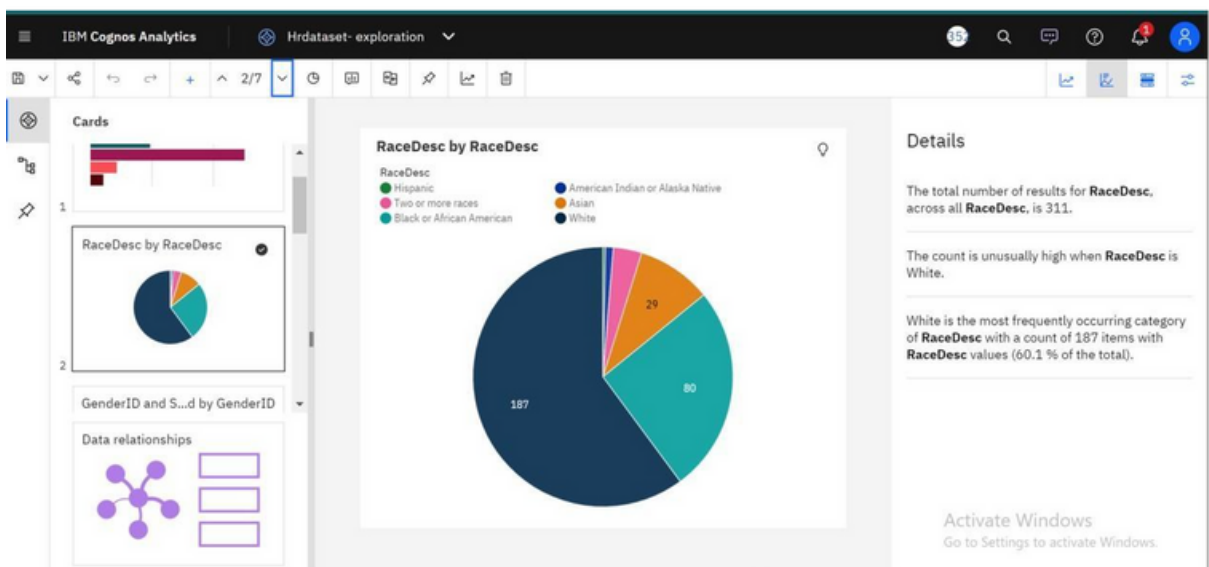 IBM Cognos Analytics
Hrdataset- exploration
1
2/7
Cards
1
RaceDesc by RaceDesc
2
GenderID and S...d by GenderID
Data relationships
RaceDesc by RaceDesc
RaceDesc
Hispanic
American Indian or Alaska Native
Two or more races
Asian
Black or African American
White
29
80
187
Details
The total number of results for RaceDesc,
across all RaceDesc, is 311.
The count is unusually high when RaceDesc is
White.
White is the most frequently occurring category
of RaceDesc with a count of 187 items with
RaceDesc values (60.1 % of the total).
Activate Windows
Go to Settings to activate Windows.